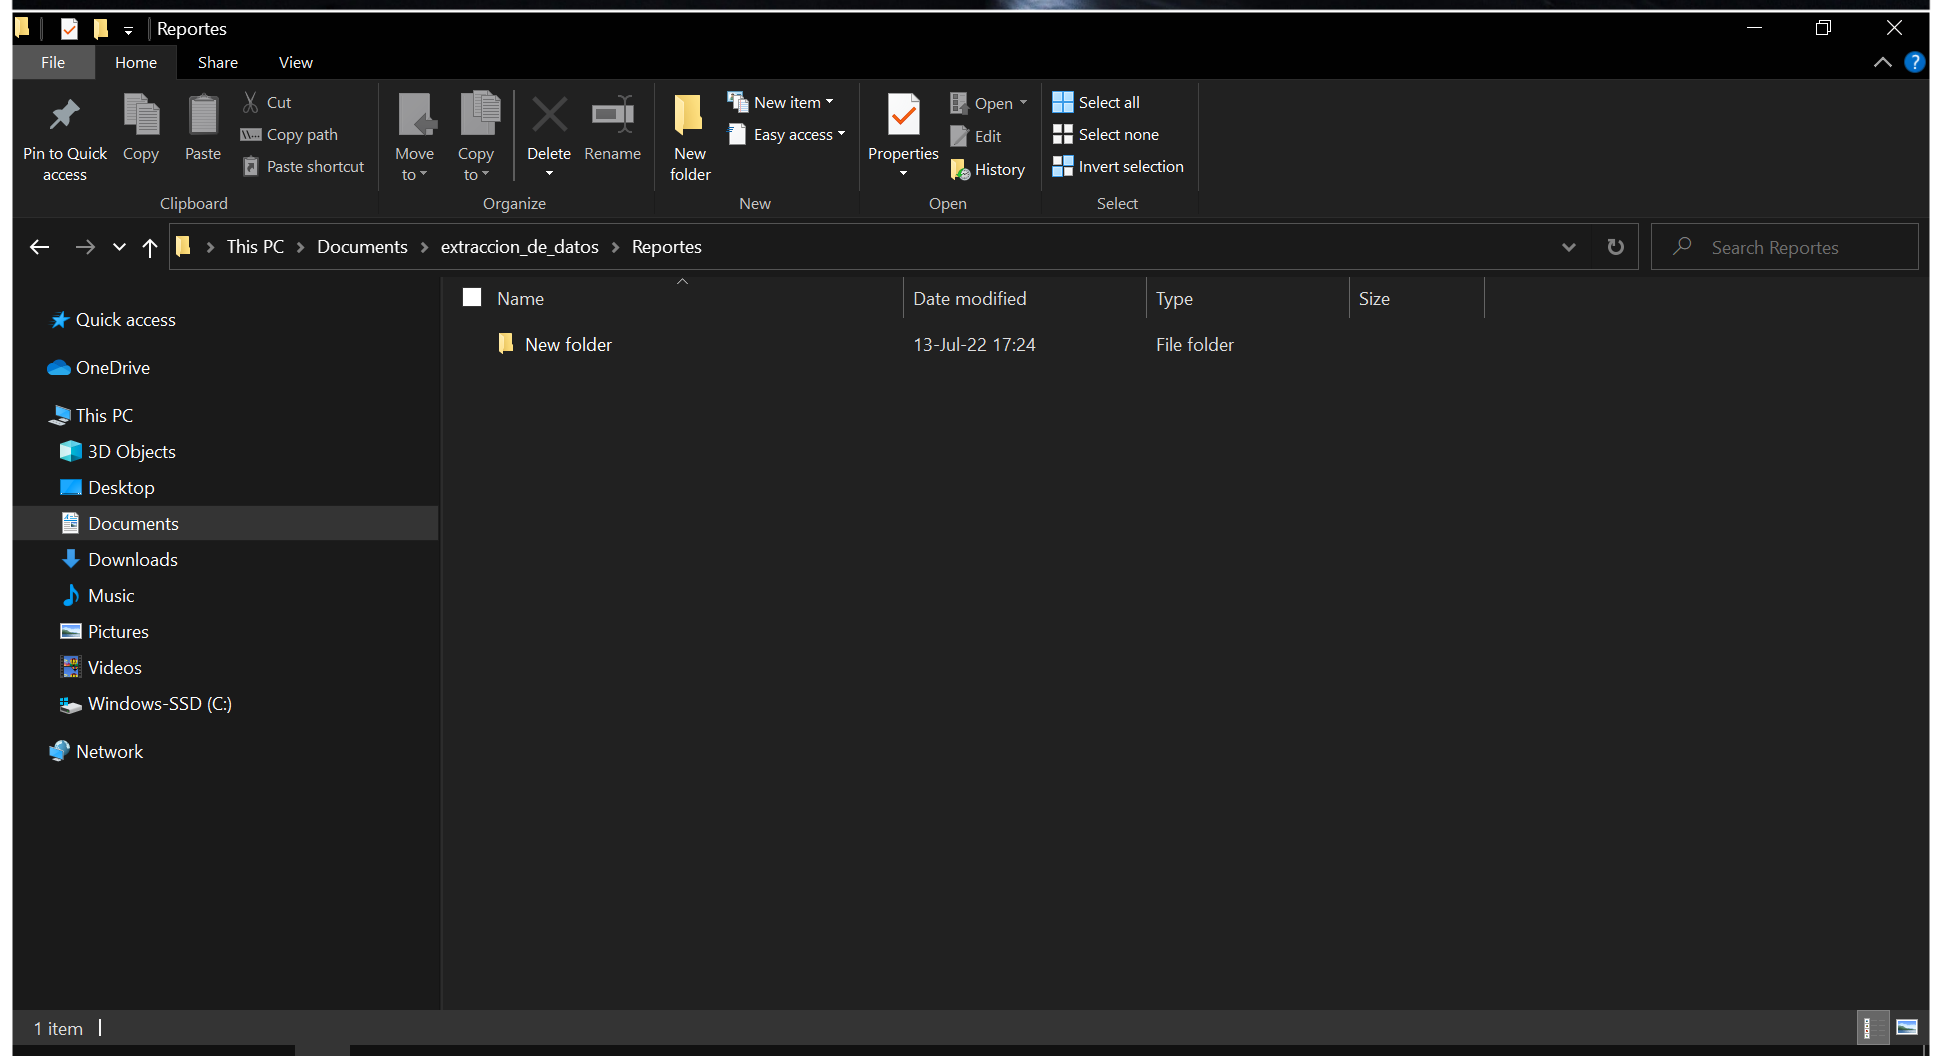 Reportes
File Home Share View
Pin to Quick access
Copy
Paste
Cut
Copy path
Paste shortcut
Clipboard
Move to
Copy to
Delete
Rename
Organize
New folder
New item
Easy access
New
Properties
Open
Edit
History
Open
Select all
Select none
Invert selection
Select
This PC Documents extraccion_de_datos Reportes
Search Reportes
Name Date modified Type Size
New folder 13-Jul-22 17:24 File folder
Quick access
OneDrive
This PC
3D Objects
Desktop
Documents
Downloads
Music
Pictures
Videos
Windows-SSD (C:)
Network
1 item